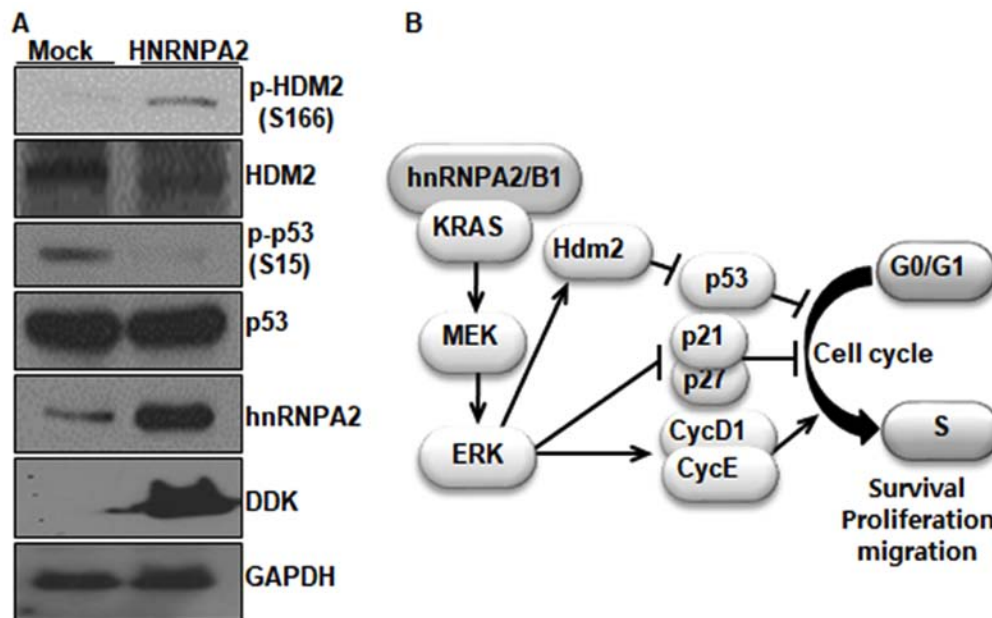 A
Mock HNRNPA2
p-HDM2
(S166)
HDM2
p-p53
(S15)
p53
hnRNPA2
DDK
GAPDH
B
hnRNPA2/B1
KRAS
MEK
ERK
Hdm2
p53
p21
p27
CycD1
CycE
G0/G1
Cell cycle
S
Survival
Proliferation
migration